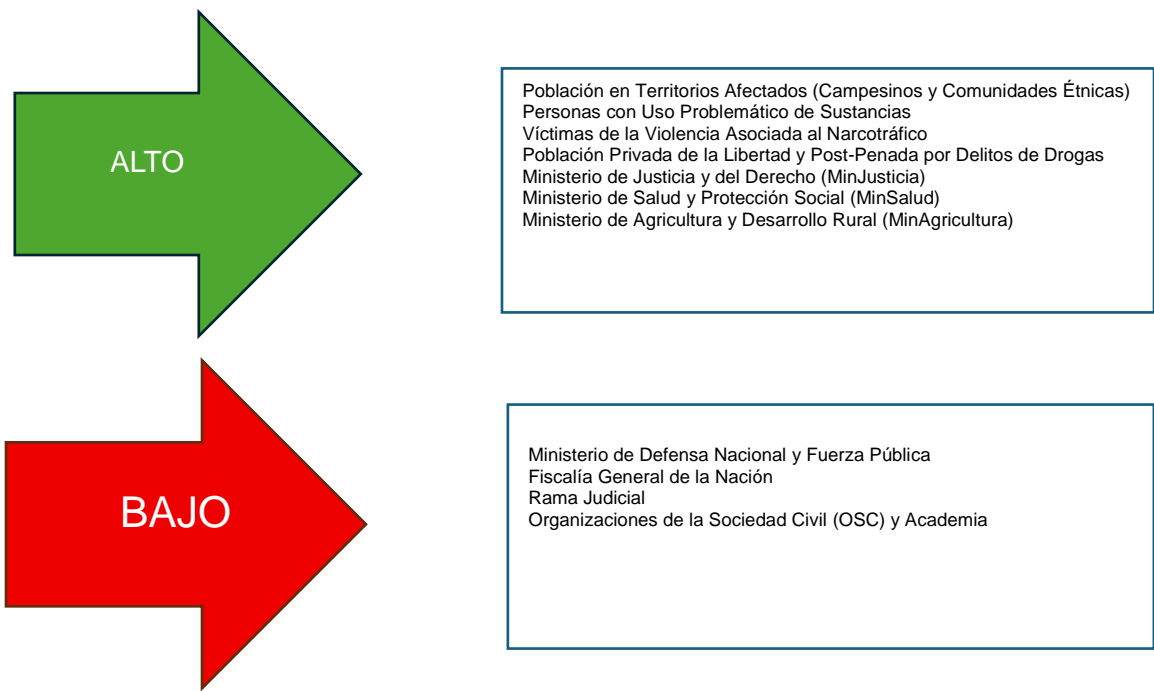 ALTO
Población en Territorios Afectados (Campesinos y Comunidades Étnicas)
Personas con Uso Problemático de Sustancias
Víctimas de la Violencia Asociada al Narcotráfico
Población Privada de la Libertad y Post-Penada por Delitos de Drogas
Ministerio de Justicia y del Derecho (MinJusticia)
Ministerio de Salud y Protección Social (MinSalud)
Ministerio de Agricultura y Desarrollo Rural (MinAgricultura)
BAJO
Ministerio de Defensa Nacional y Fuerza Pública
Fiscalía General de la Nación
Rama Judicial
Organizaciones de la Sociedad Civil (OSC) y Academia